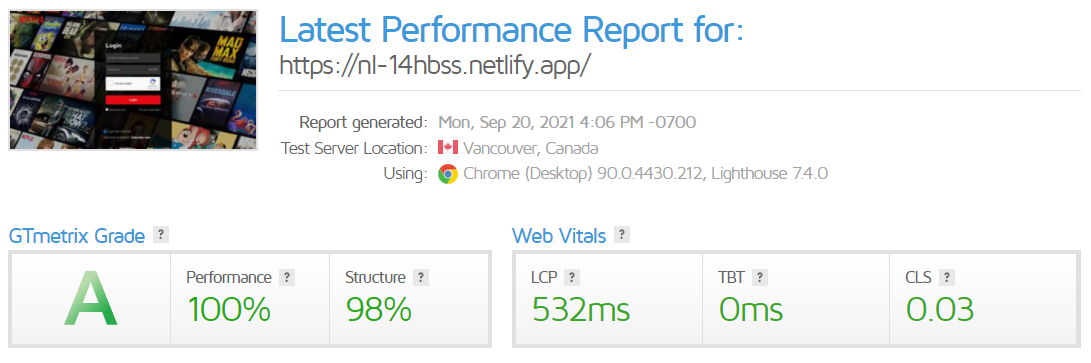 Login
Login
MAD
MAX
RIVERDALE
Latest Performance Report for:
https://nl-14hbss.netlify.app/
Report generated: Mon, Sep 20, 2021 4:06 PM -0700
Test Server Location: Vancouver, Canada
Using: Chrome (Desktop) 90.0.4430.212, Lighthouse 7.4.0
GTmetrix Grade ?
Web Vitals ?
A
Performance ?
100%
Structure ?
98%
LCP ?
532ms
TBT ?
0ms
CLS ?
0.03